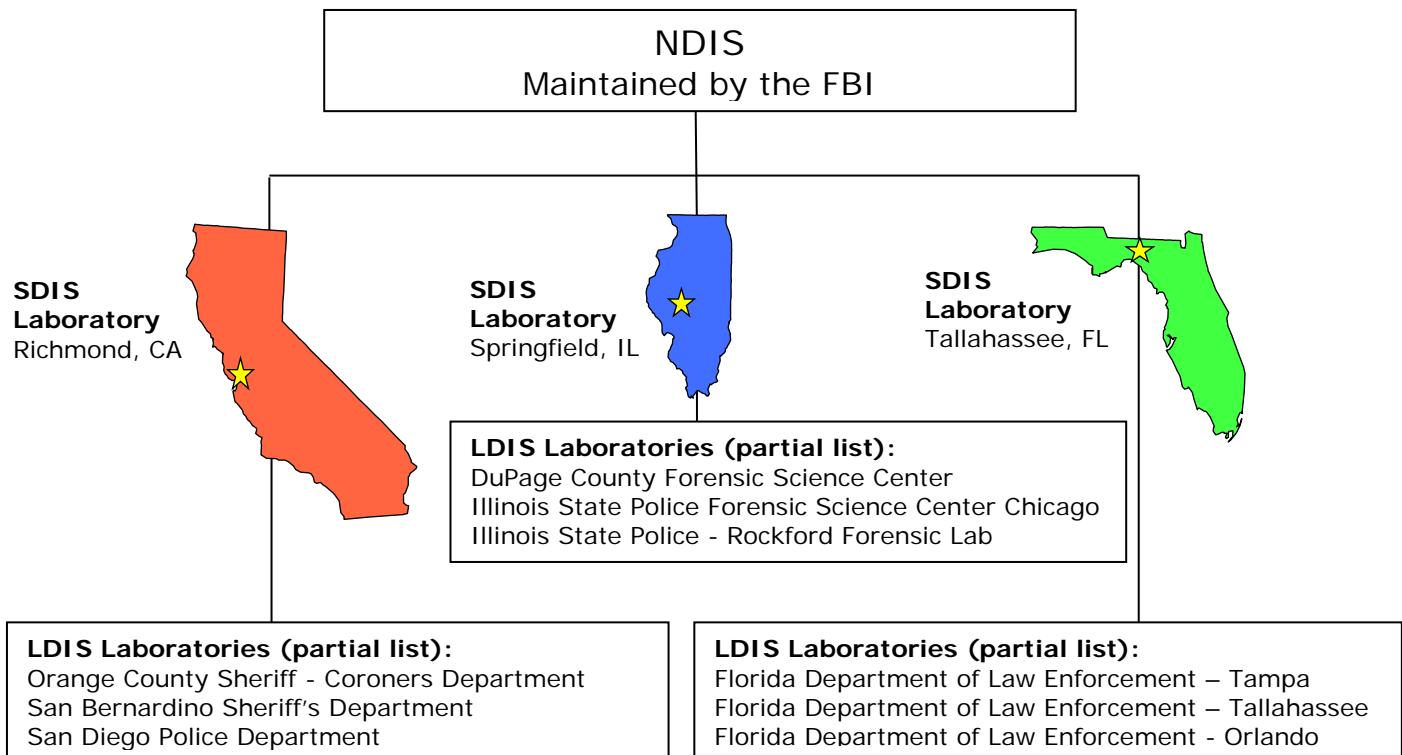 NDIS
Maintained by the FBI
SDIS
Laboratory
Richmond, CA
SDIS
Laboratory
Springfield, IL
SDIS
Laboratory
Tallahassee, FL
LDIS Laboratories (partial list):
DuPage County Forensic Science Center
Illinois State Police Forensic Science Center Chicago
Illinois State Police - Rockford Forensic Lab
LDIS Laboratories (partial list):
Orange County Sheriff - Coroners Department
San Bernardino Sheriff's Department
San Diego Police Department
LDIS Laboratories (partial list):
Florida Department of Law Enforcement – Tampa
Florida Department of Law Enforcement – Tallahassee
Florida Department of Law Enforcement - Orlando